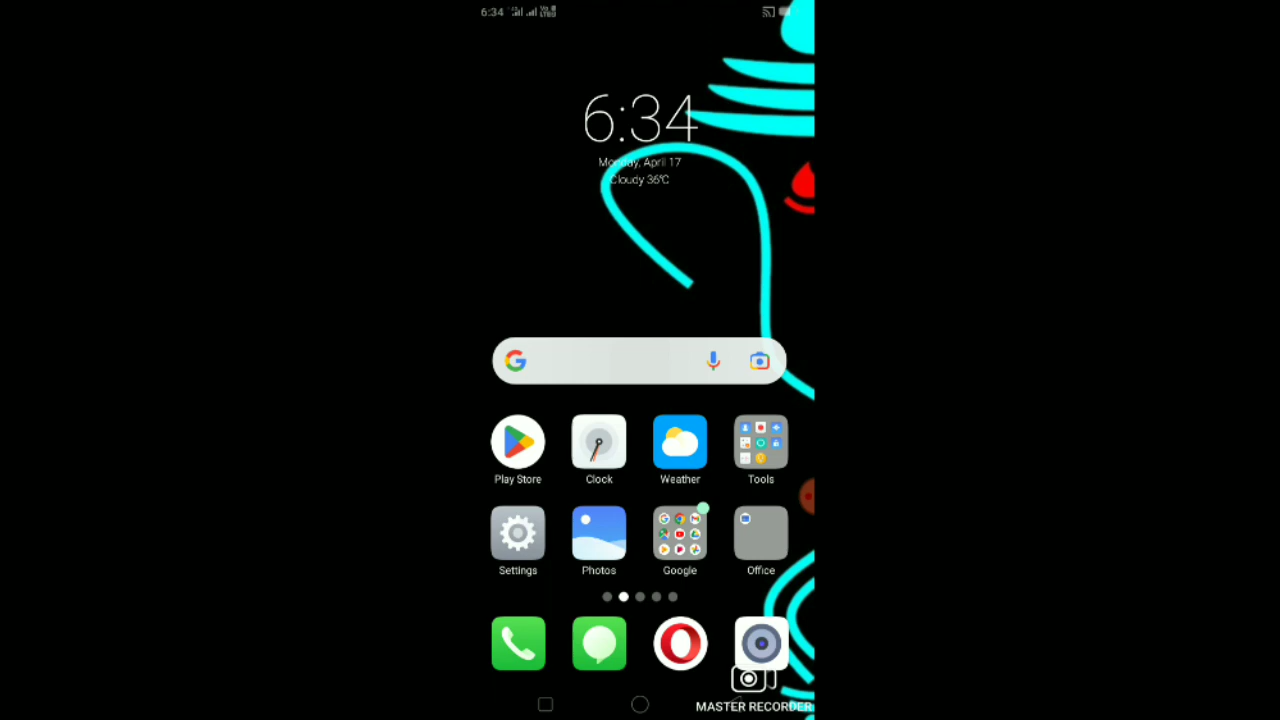 6:34
6:34
Monday, April 17
Cloudy 36℃
Play Store
Clock
Weather
Tools
Settings
Photos
Google
Office
MASTER RECORDER